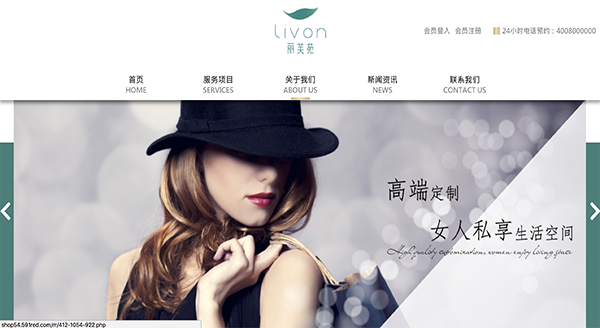 livon
丽芙苑
会员登入 会员注册 24小时电话预约：4008000000
首页 服务项目 关于我们 新闻资讯 联系我们
HOME SERVICES ABOUT US NEWS CONTACT US
高端定制
女人私享生活空间
High quality customization, women enjoy living space
shop54.591red.com/m/412-1054-922.php